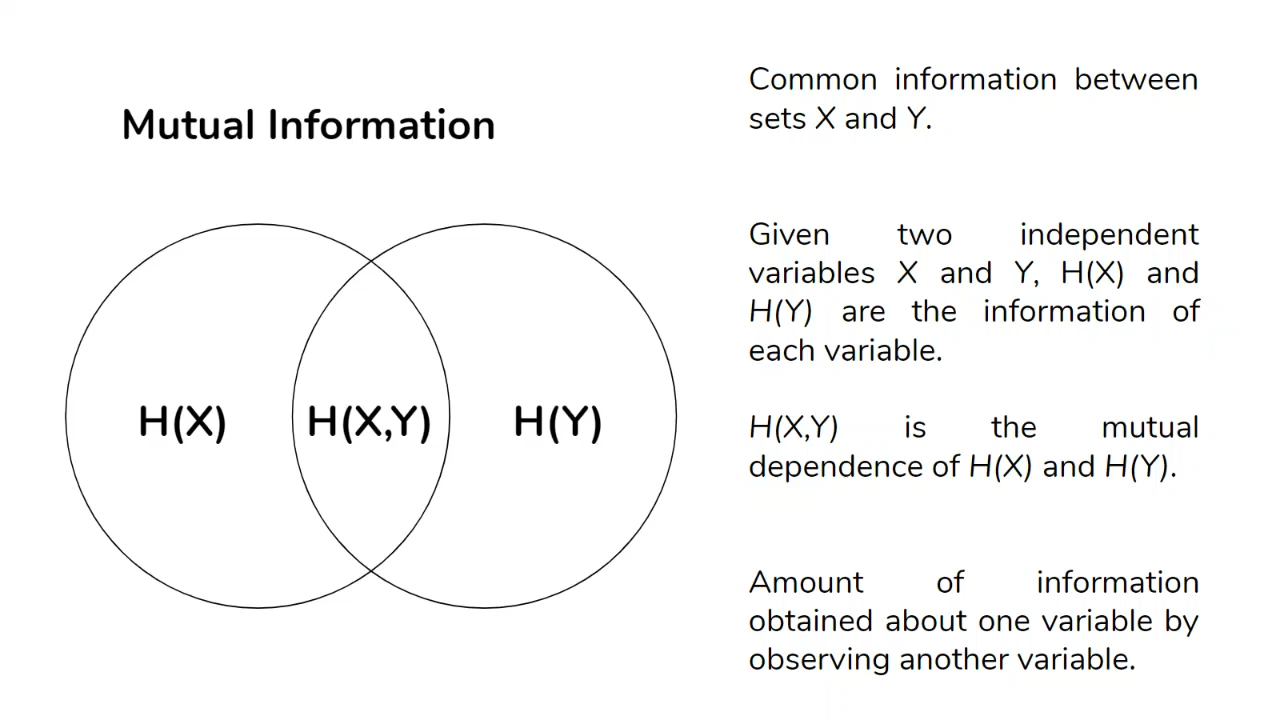 Mutual Information
H(X)
H(X,Y)
H(Y)
Common information between
sets X and Y.
Given two independent
variables X and Y, H(X) and
H(Y) are the information of
each variable.
H(X,Y) is the mutual
dependence of H(X) and H(Y).
Amount of information
obtained about one variable by
observing another variable.